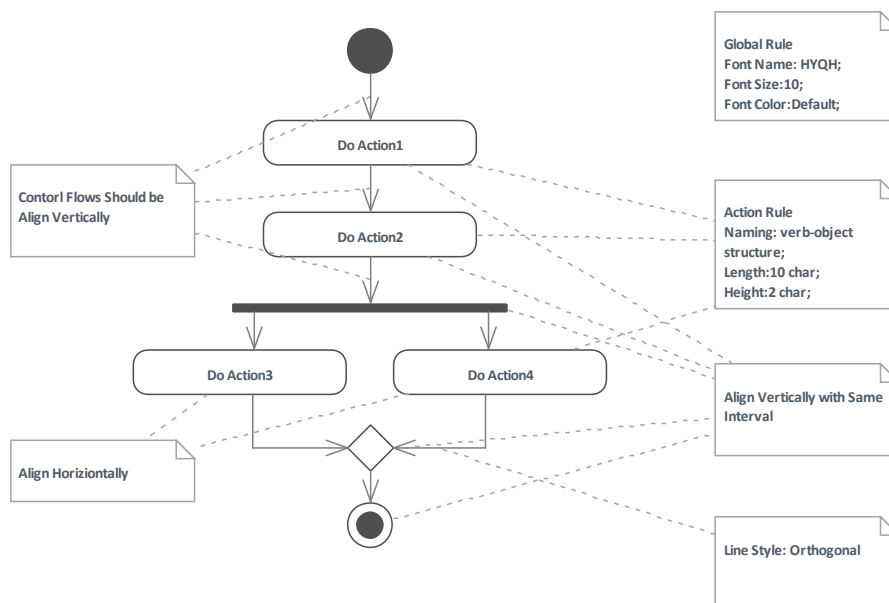 Global Rule
Font Name: HYQH;
Font Size:10;
Font Color:Default;
Do Action1
Contorl Flows Should be
Align Vertically
Action Rule
Naming: verb-object
structure;
Length:10 char;
Height:2 char;
Do Action2
Do Action3
Do Action4
Align Vertically with Same
Interval
Align Horiziontally
Line Style: Orthogonal